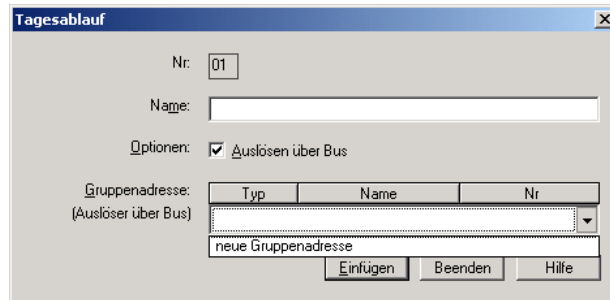 Tagesablauf
Nr: 01
Name:
Optionen: Auslösen über Bus
Gruppenadresse: Typ Name Nr
(Auslöser über Bus)
neue Gruppenadresse
Einfügen Beenden Hilfe